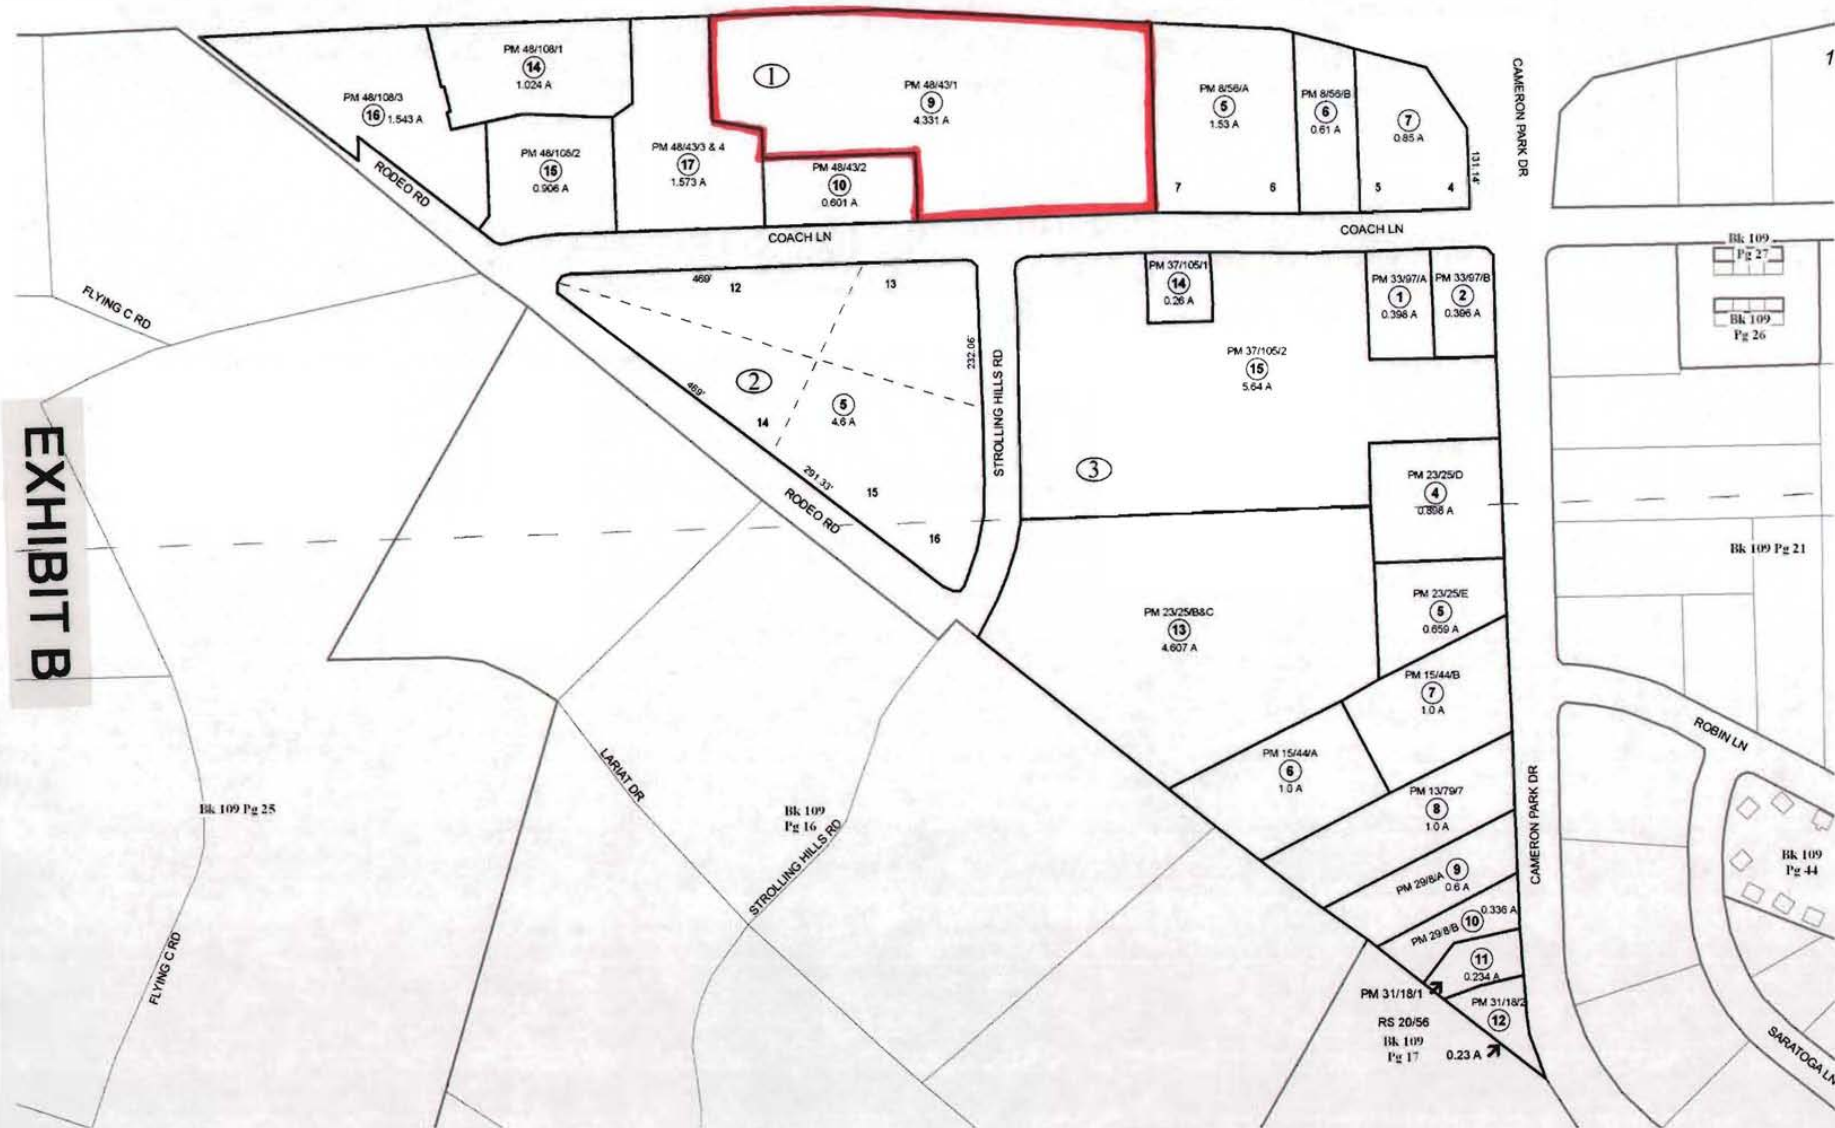 CAMERON PARK DR
1
PM 48/108/1
14
1.024 A
PM 48/108/3
16 1.543 A
PM 48/108/2
15
0.906 A
PM 48/43/3 & 4
17
1.573 A
1
PM 48/43/1
9
4.331 A
PM 48/43/2
10
0.601 A
PM 8/56/A
5
1.53 A
PM 8/56/B
6
0.61 A
7
0.85 A
131.14'
7
6
5
4
RODEO RD
COACH LN
COACH LN
FLYING C RD
469'
12
13
232.06'
2
469'
14
5
4.6 A
291.33'
15
16
RODEO RD
STROLLING HILLS RD
PM 37/105/1
14
0.26 A
PM 33/97/A
1
0.398 A
PM 33/97/B
2
0.396 A
PM 37/105/2
15
5.64 A
3
Bk 109
Pg 27
Bk 109
Pg 26
PM 23/25/D
4
0.898 A
Bk 109 Pg 21
EXHIBIT B
PM 23/25/B&C
13
4.607 A
PM 23/25/E
5
0.659 A
PM 15/44/B
7
1.0 A
PM 15/44/A
6
1.0 A
PM 13/79/7
8
1.0 A
ROBIN LN
CAMERON PARK DR
LARIAT DR
Bk 109 Pg 25
Bk 109
Pg 16
STROLLING HILLS RD
PM 29/8/A 9
0.6 A
PM 29/8/B 10 0.336 A
11
0.234 A
PM 31/18/1
PM 31/18/2
12
RS 20/56
Bk 109
Pg 17
0.23 A
Bk 109
Pg 44
FLYING C RD
SARATOGA LN